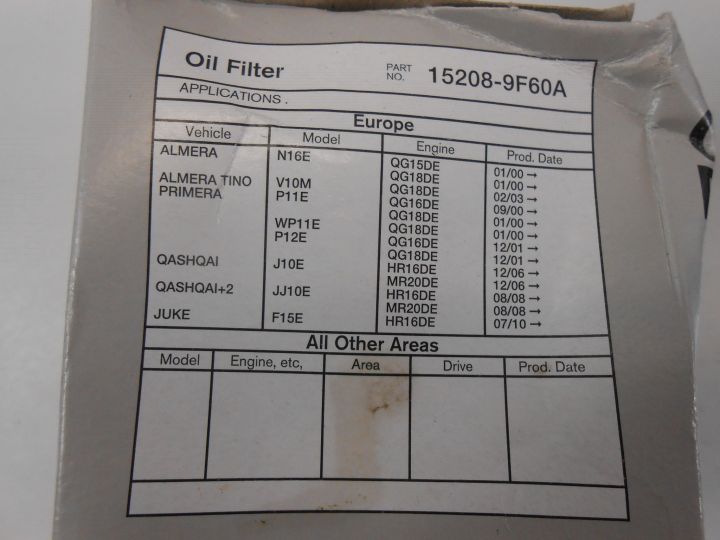 Oil Filter PART NO. 15208-9F60A
APPLICATIONS .
Europe
Vehicle Model Engine Prod. Date
ALMERA N16E QG15DE 01/00 →
QG18DE 01/00 →
ALMERA TINO V10M QG18DE 02/03 →
PRIMERA P11E QG16DE 09/00 →
QG18DE 01/00 →
WP11E QG18DE 01/00 →
P12E QG16DE 12/01 →
QG18DE 12/01 →
QASHQAI J10E HR16DE 12/06 →
MR20DE 12/06 →
QASHQAI+2 JJ10E HR16DE 08/08 →
MR20DE 08/08 →
JUKE F15E HR16DE 07/10 →
All Other Areas
Model Engine, etc, Area Drive Prod. Date